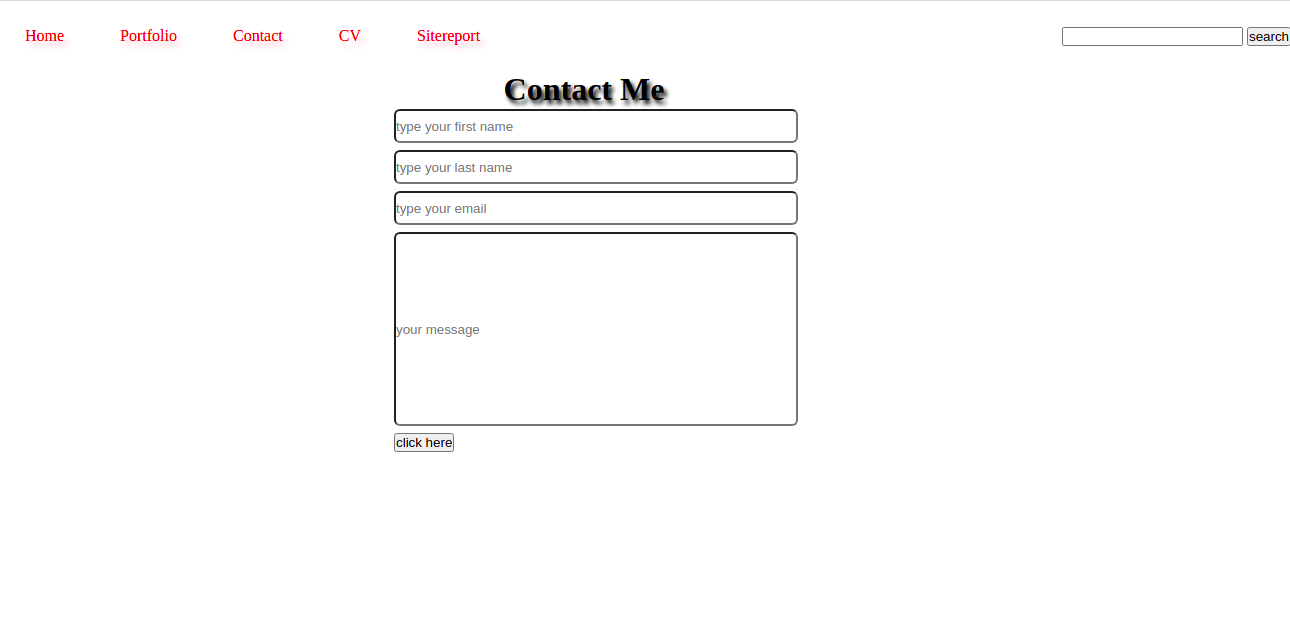 Home Portfolio Contact CV Sitereport search
Contact Me
type your first name
type your last name
type your email
your message
click here